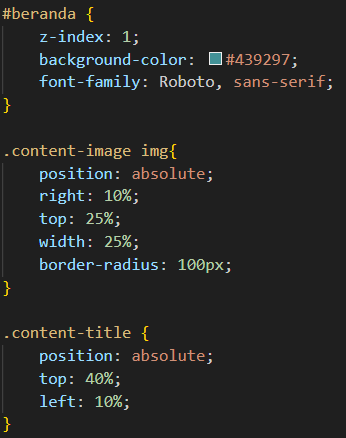 #beranda {
    z-index: 1;
    background-color: #439297;
    font-family: Roboto, sans-serif;
}

.content-image img{
    position: absolute;
    right: 10%;
    top: 25%;
    width: 25%;
    border-radius: 100px;
}

.content-title {
    position: absolute;
    top: 40%;
    left: 10%;
}